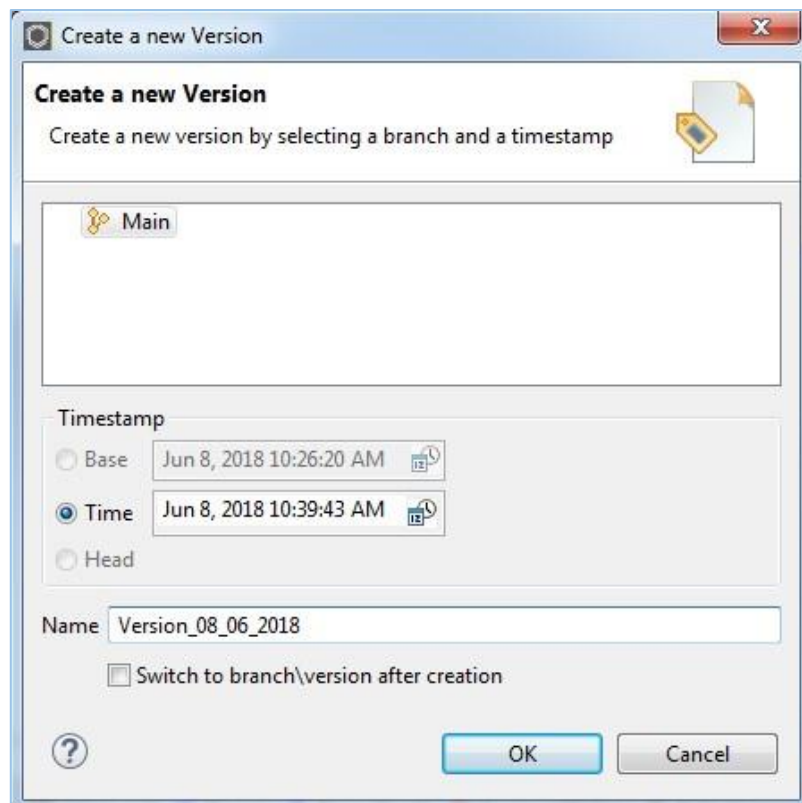 Create a new Version
Create a new Version
Create a new version by selecting a branch and a timestamp
Main
Timestamp
Base Jun 8, 2018 10:26:20 AM
Time Jun 8, 2018 10:39:43 AM
Head
Name Version_08_06_2018
Switch to branch\version after creation
OK Cancel